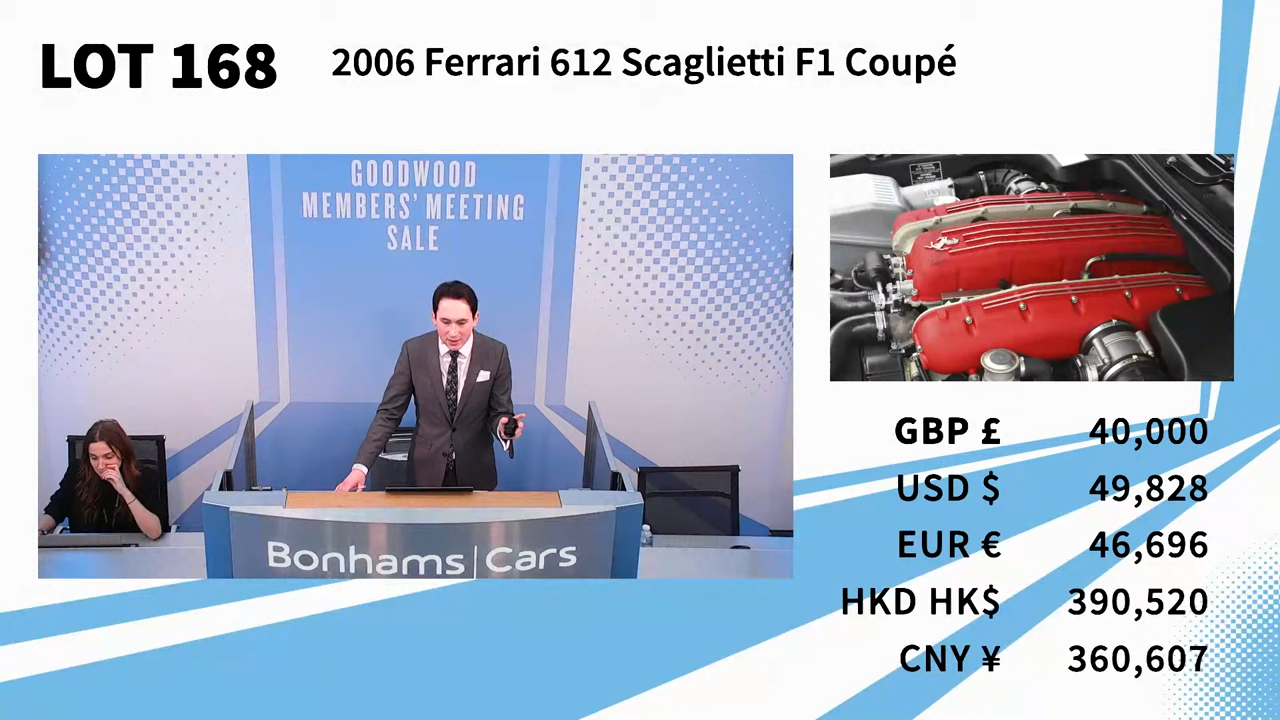 LOT 168
2006 Ferrari 612 Scaglietti F1 Coupé
GOODWOOD
MEMBERS' MEETING
SALE
Bonhams|Cars
GBP £ 40,000
USD $ 49,828
EUR € 46,696
HKD HK$ 390,520
CNY ¥ 360,607